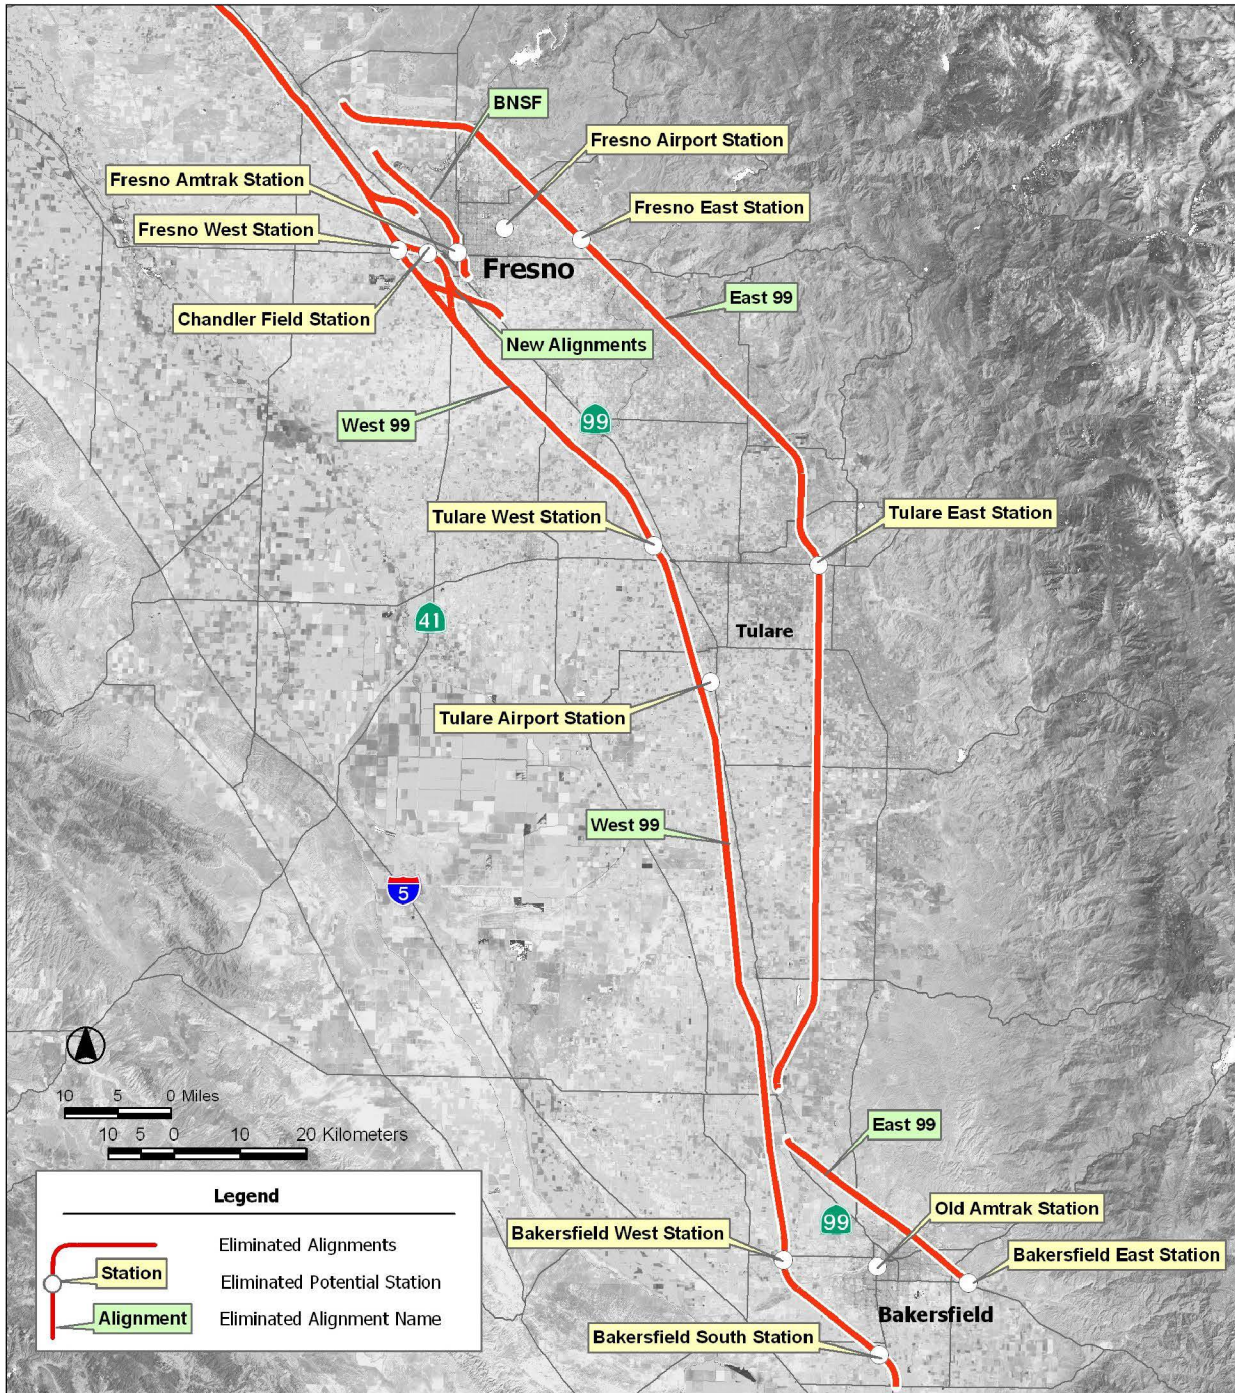 BNSF
Fresno Airport Station
Fresno Amtrak Station
Fresno East Station
Fresno West Station
Fresno
East 99
Chandler Field Station
New Alignments
West 99
99
Tulare West Station
Tulare East Station
41
Tulare
Tulare Airport Station
West 99
5
10 5 0 Miles
10 5 0 10 20 Kilometers
East 99
99
Old Amtrak Station
Bakersfield West Station
Bakersfield East Station
Bakersfield
Bakersfield South Station
Legend
Eliminated Alignments
Station
Eliminated Potential Station
Alignment
Eliminated Alignment Name